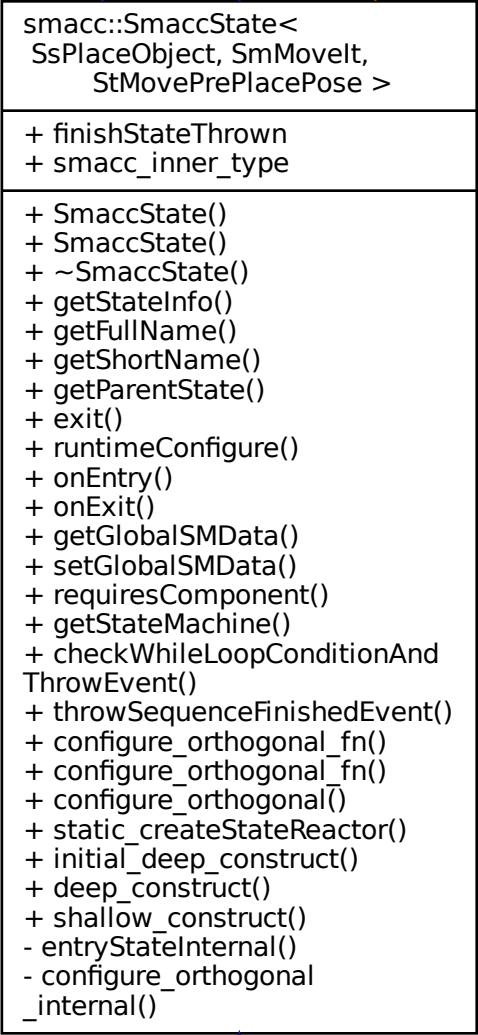 smacc::SmaccState<
SsPlaceObject, SmMoveIt,
StMovePrePlacePose >
+ finishStateThrown
+ smacc_inner_type
+ SmaccState()
+ SmaccState()
+ ~SmaccState()
+ getStateInfo()
+ getFullName()
+ getShortName()
+ getParentState()
+ exit()
+ runtimeConfigure()
+ onEntry()
+ onExit()
+ getGlobalSMData()
+ setGlobalSMData()
+ requiresComponent()
+ getStateMachine()
+ checkWhileLoopConditionAnd
ThrowEvent()
+ throwSequenceFinishedEvent()
+ configure_orthogonal_fn()
+ configure_orthogonal_fn()
+ configure_orthogonal()
+ static_createStateReactor()
+ initial_deep_construct()
+ deep_construct()
+ shallow_construct()
- entryStateInternal()
- configure_orthogonal
_internal()